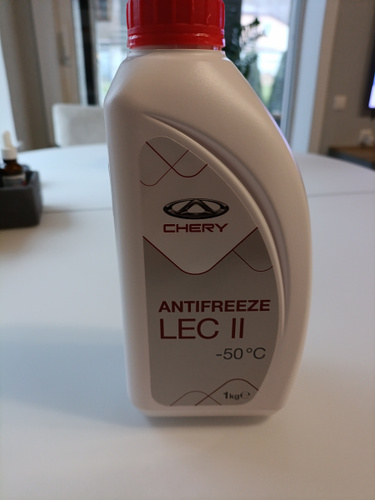 CHERY
ANTIFREEZE
LEC II
-50°C
1kg℮